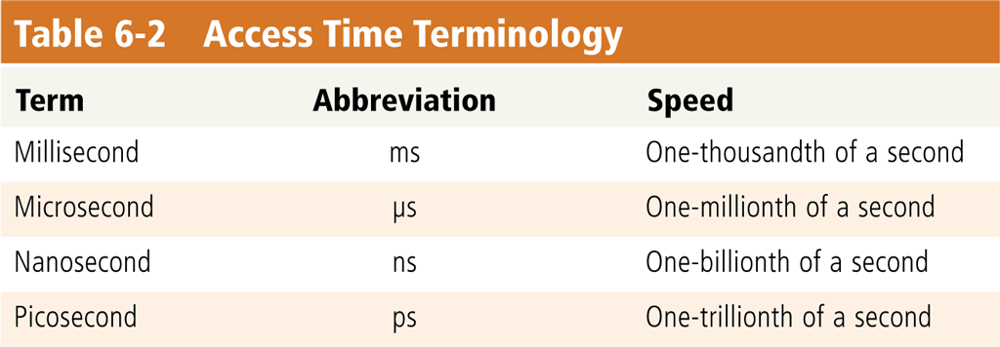 Table 6-2 Access Time Terminology
Term Abbreviation Speed
Millisecond ms One-thousandth of a second
Microsecond µs One-millionth of a second
Nanosecond ns One-billionth of a second
Picosecond ps One-trillionth of a second